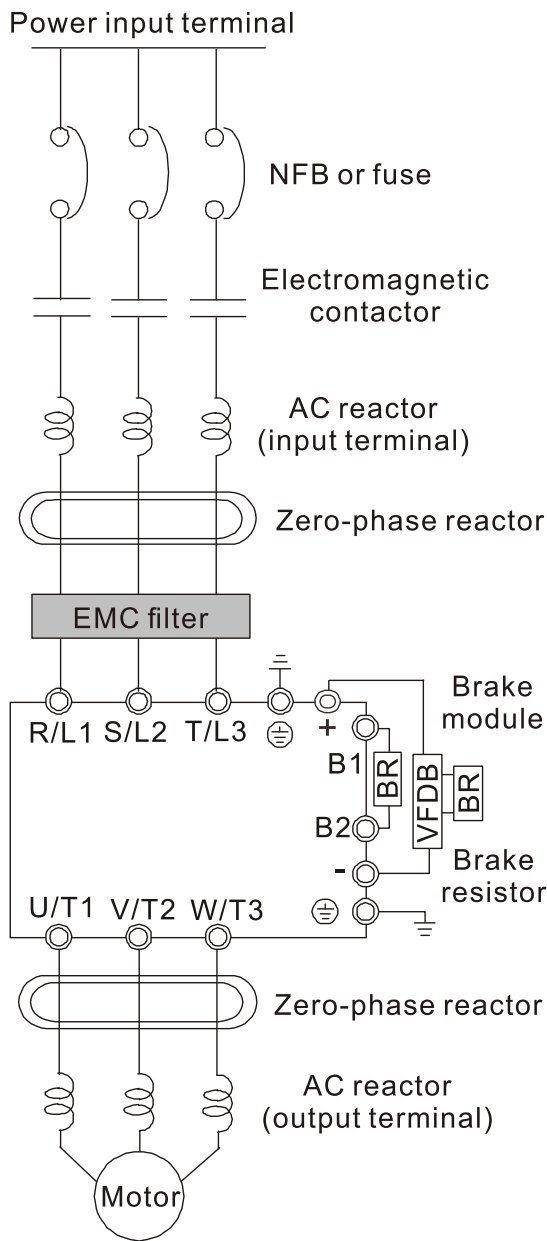 Power input terminal
NFB or fuse
Electromagnetic
contactor
AC reactor
(input terminal)
Zero-phase reactor
EMC filter
R/L1 S/L2 T/L3
+
Brake
module
B1
BR
VFDB
BR
B2
-
Brake
resistor
U/T1 V/T2 W/T3
Zero-phase reactor
AC reactor
(output terminal)
Motor